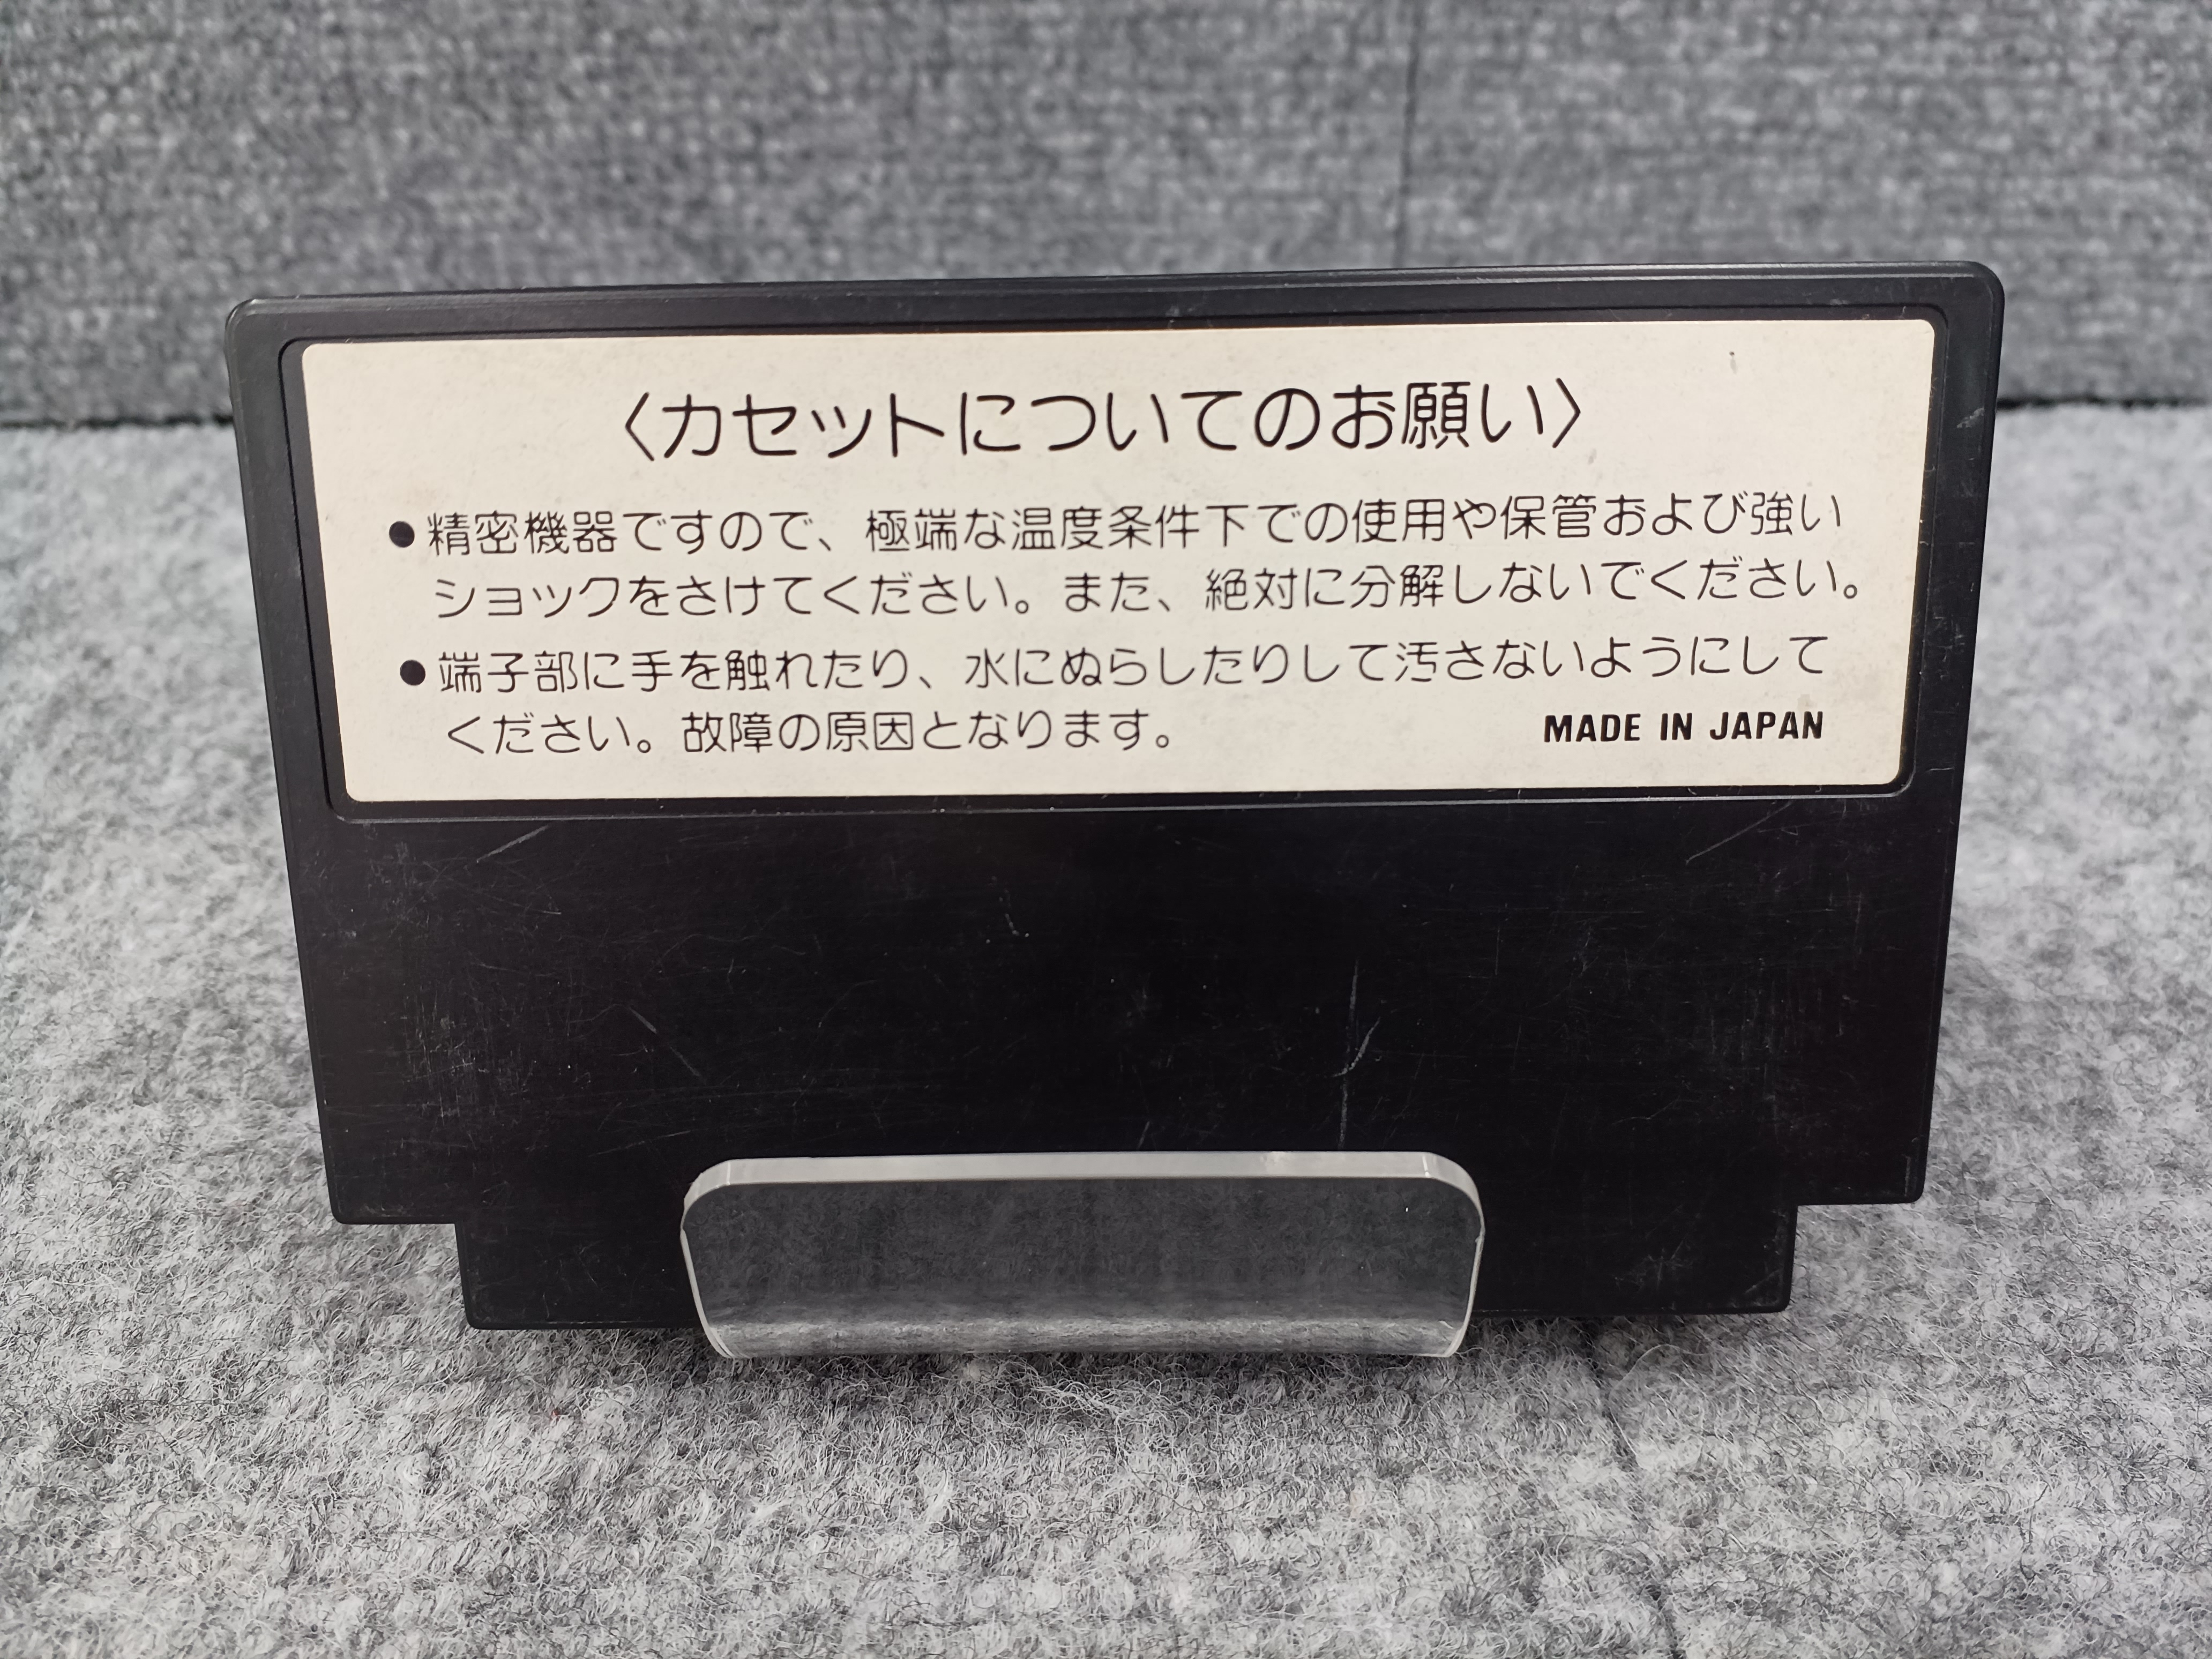 〈カセットについてのお願い〉
●精密機器ですので、極端な温度条件下での使用や保管および強い
ショックをさけてください。また、絶対に分解しないでください。
●端子部に手を触れたり、水にぬらしたりして汚さないようにして
ください。故障の原因となります。
MADE IN JAPAN